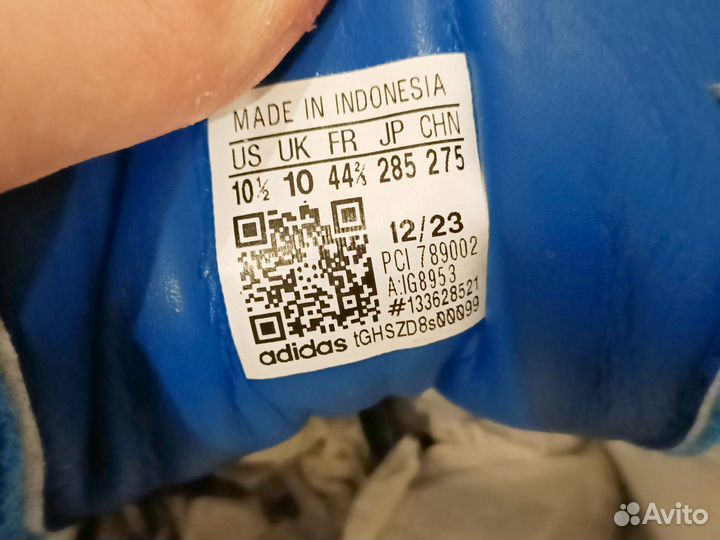 MADE IN INDONESIA
US UK FR JP CHN
10½ 10 44⅔ 285 275
12/23
PCI 789002
A:IG8953
#133628521
adidas tGHSZD8s00099
Avito